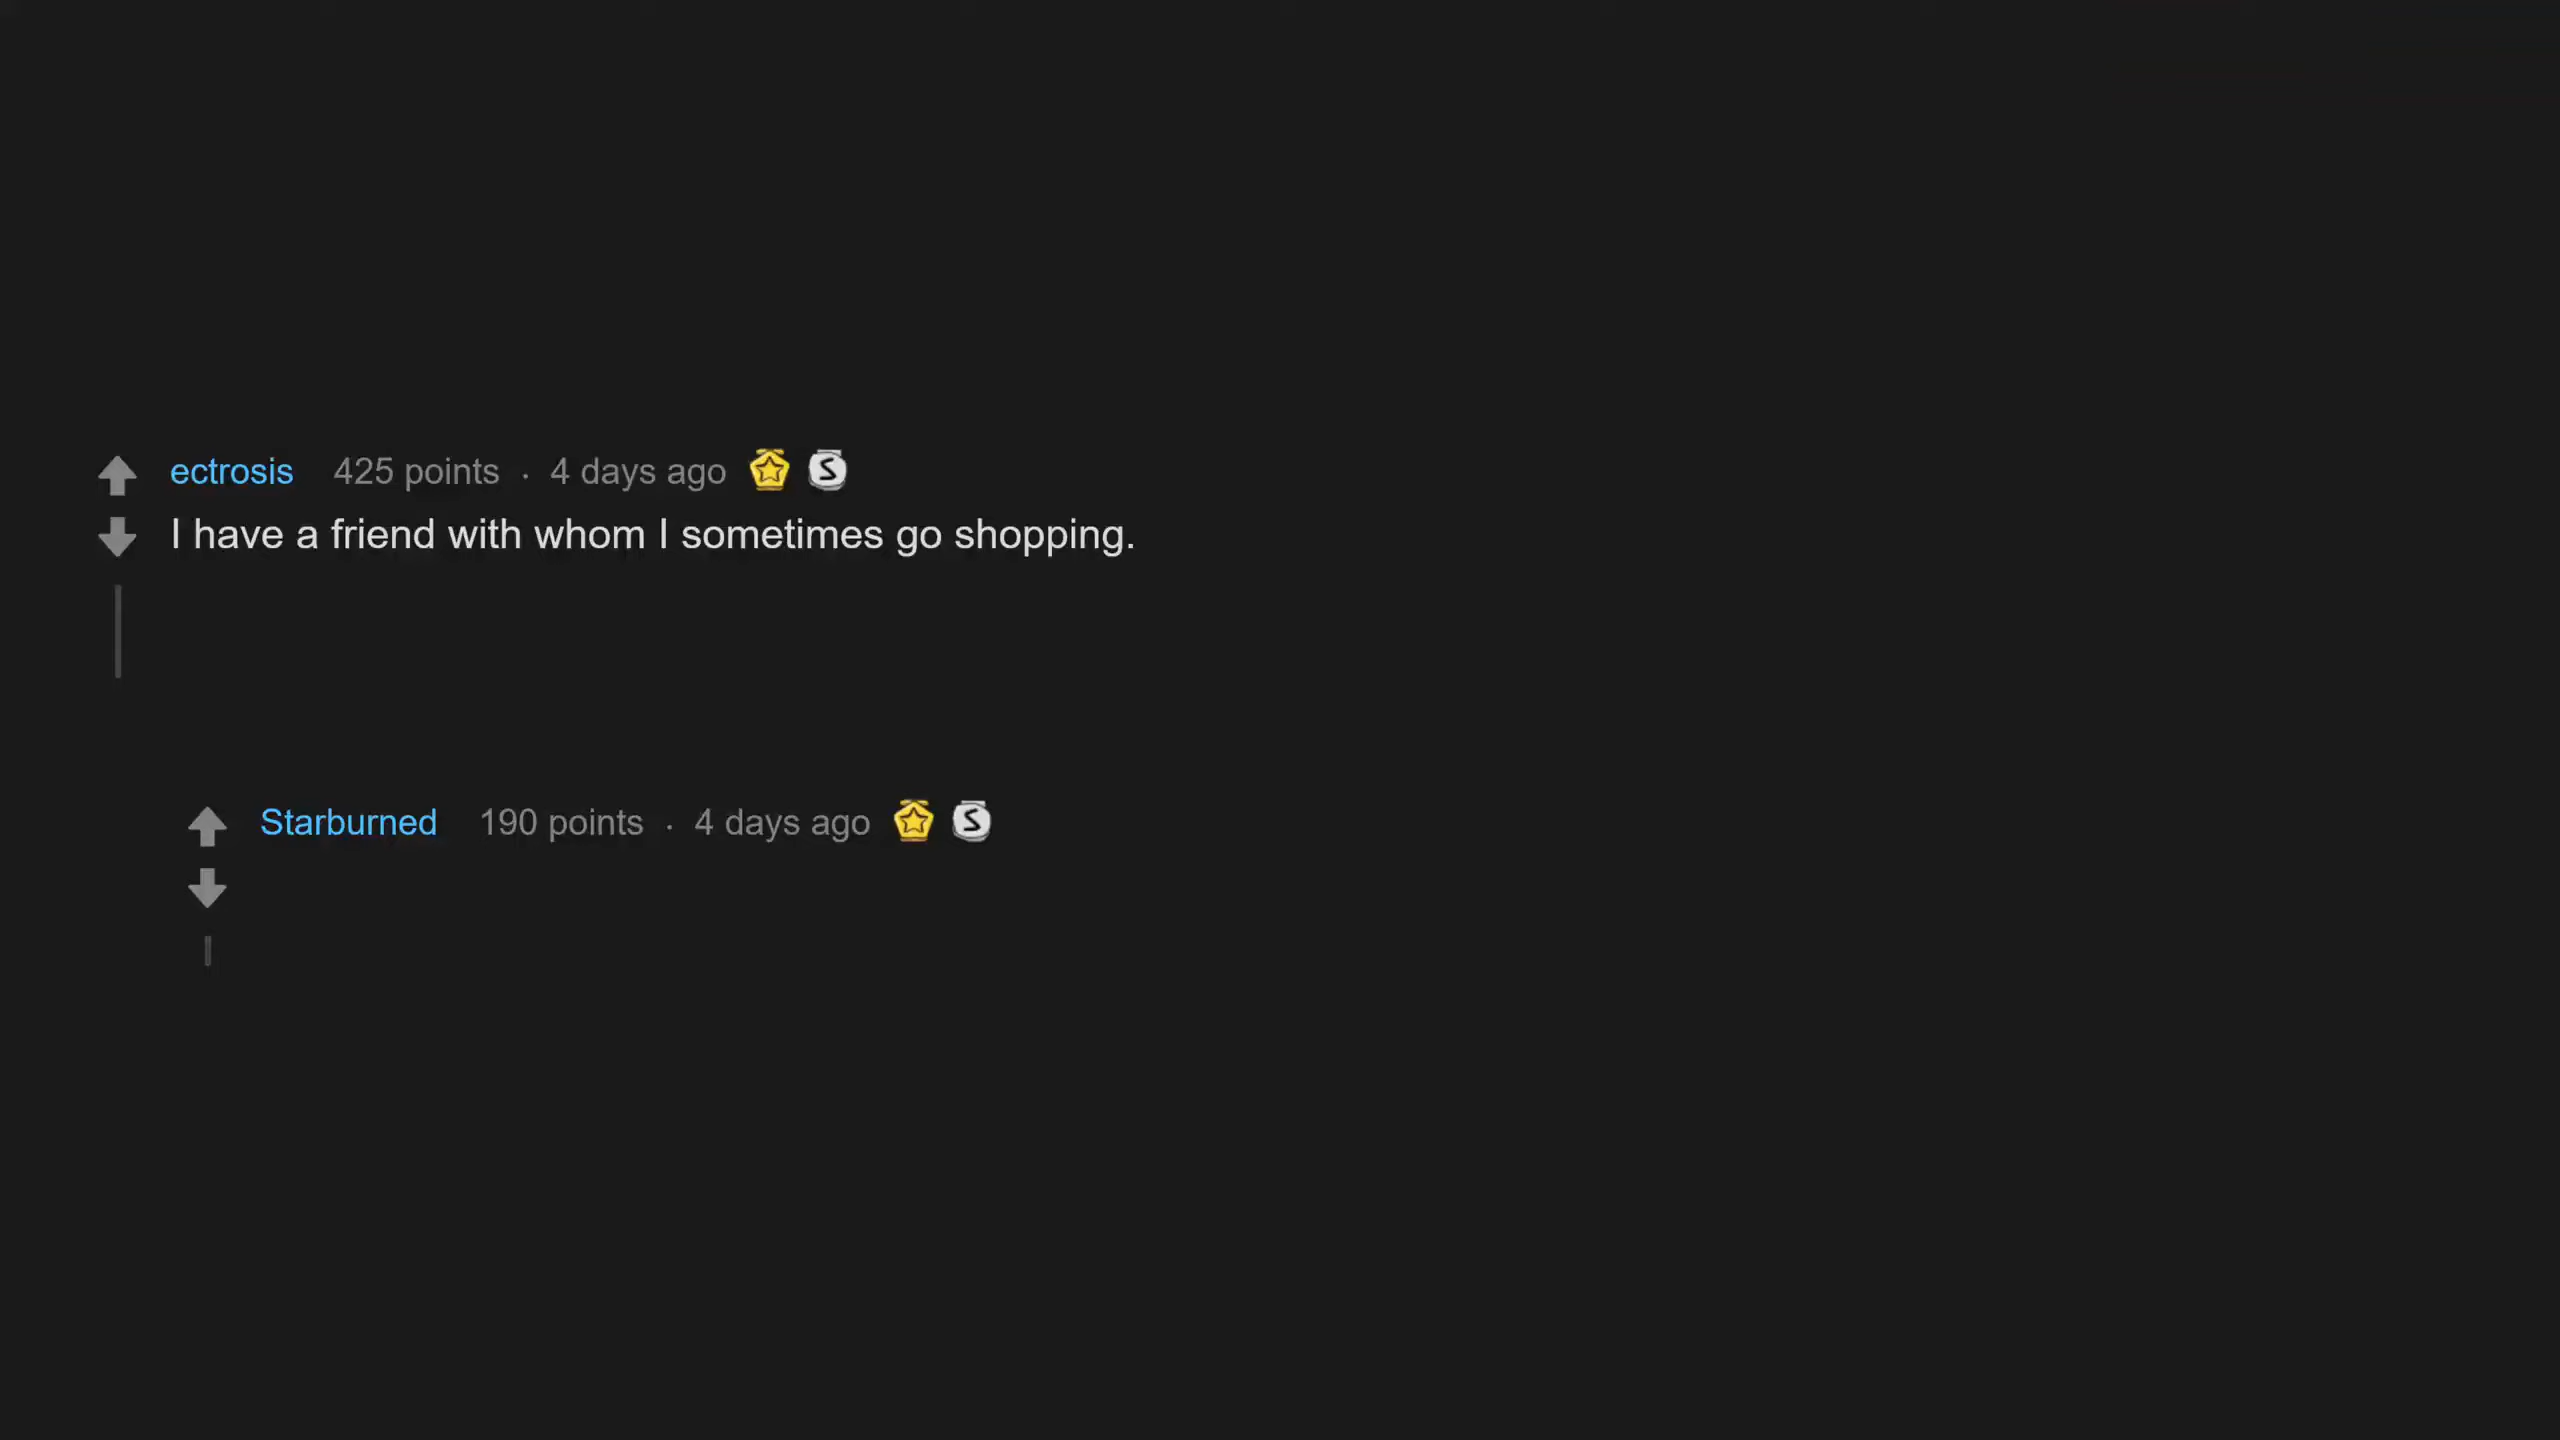 ectrosis 425 points · 4 days ago
I have a friend with whom I sometimes go shopping.
Starburned 190 points · 4 days ago